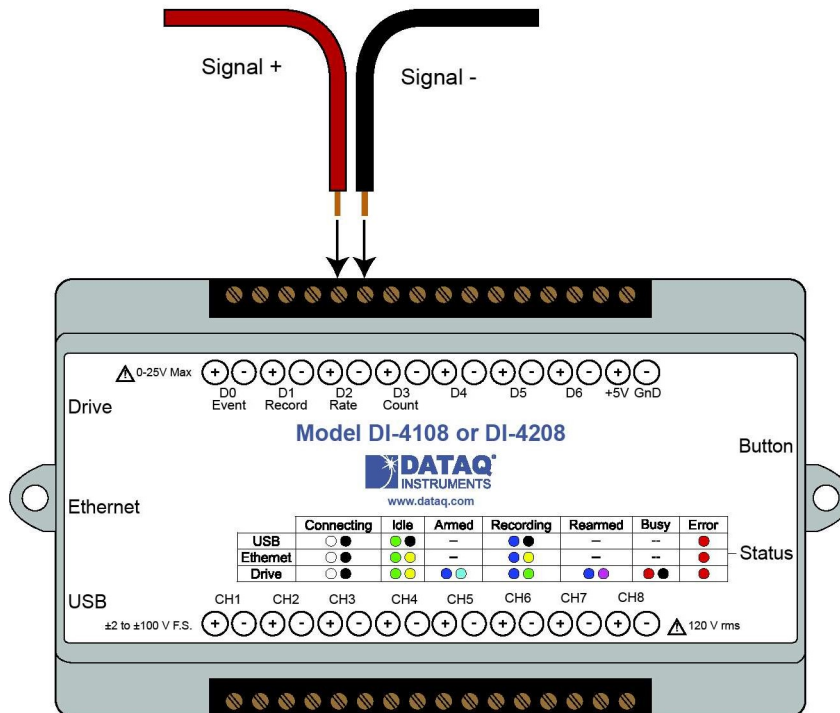 Signal +
Signal -
0-25V Max + - + - + - + - + - + - + - + -
D0 D1 D2 D3 D4 D5 D6 +5V GnD
Event Record Rate Count
Drive
Model DI-4108 or DI-4208
Button
DATAQ®
INSTRUMENTS
www.dataq.com
Ethernet
Connecting Idle Armed Recording Rearmed Busy Error
USB – – --
Ethernet – – --
Drive
Status
USB
CH1 CH2 CH3 CH4 CH5 CH6 CH7 CH8
±2 to ±100 V F.S. + - + - + - + - + - + - + - + - 120 V rms